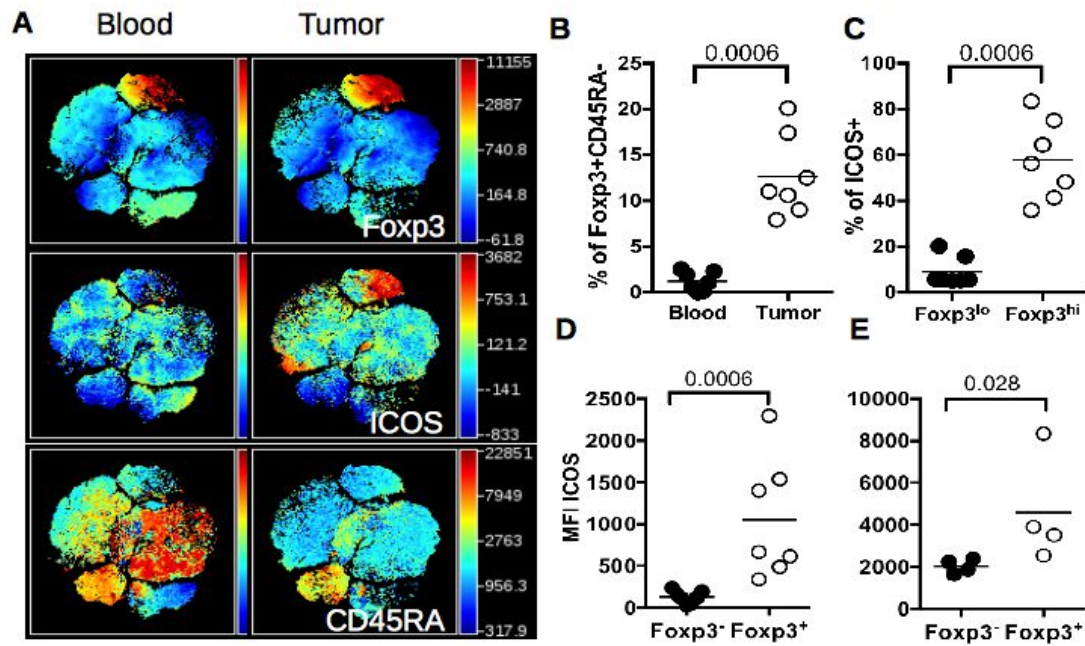 A
Blood
Tumor
11155
2887
740.8
164.8
-61.8
Foxp3
3682
753.1
121.2
-141
-833
ICOS
22851
7949
2763
956.3
317.9
CD45RA
B
0.0006
% of Foxp3+CD45RA-
25
20
15
10
5
0
Blood
Tumor
C
0.0006
% of ICOS+
100
80
60
40
20
0
Foxp3lo
Foxp3hi
D
0.0006
MFI ICOS
2500
2000
1500
1000
500
0
Foxp3-
Foxp3+
E
0.028
10000
8000
6000
4000
2000
0
Foxp3-
Foxp3+